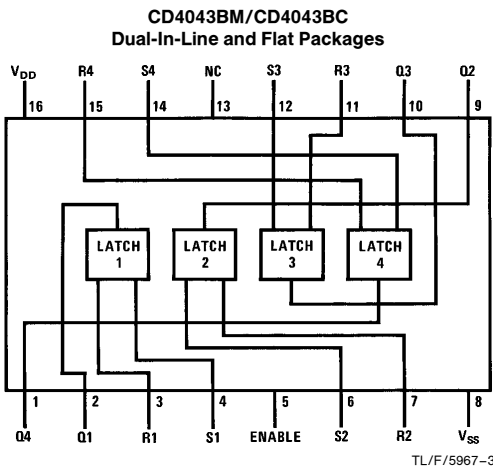 CD4043BM/CD4043BC
Dual-In-Line and Flat Packages
VDD R4 S4 NC S3 R3 Q3 Q2
16 15 14 13 12 11 10 9
LATCH 1 LATCH 2 LATCH 3 LATCH 4
1 2 3 4 5 6 7 8
Q4 Q1 R1 S1 ENABLE S2 R2 VSS
TL/F/5967–3